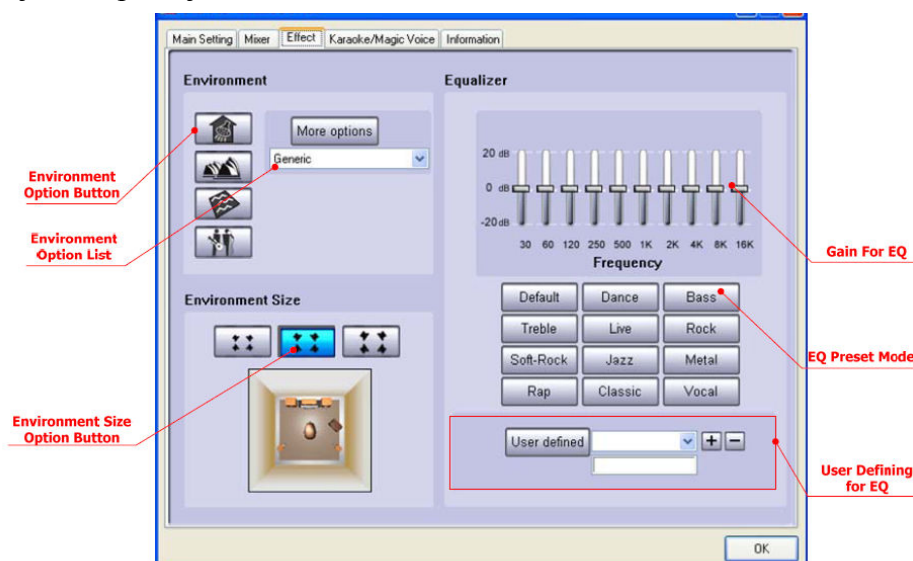 Main Setting Mixer Effect Karaoke/Magic Voice Information
Environment
Equalizer
More options
Generic
Environment
Option Button
Environment
Option List
20 dB
0 dB
-20 dB
30 60 120 250 500 1K 2K 4K 8K 16K
Frequency
Gain For EQ
Environment Size
Default Dance Bass
Treble Live Rock
Soft-Rock Jazz Metal
Rap Classic Vocal
EQ Preset Mode
Environment Size
Option Button
User defined
User Defining
for EQ
OK